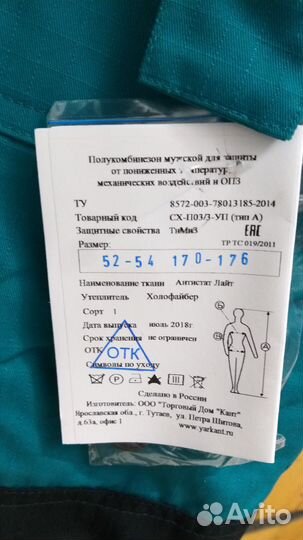 Полукомбинезон мужской для защиты
от пониженных температур,
механических воздействий и ОПЗ
ТУ 8572-003-78013185-2014
Товарный код СХ-П03/3-УП (тип А)
Защитные свойства ТнМиЗ ЕАС
Размер: ТР ТС 019/2011
52-54 170-176
Наименование ткани Антистат Лайт
Утеплитель Холофайбер
Сорт 1
Дата выпуска июль 2018г.
Срок хранения не ограничен
ОТК
ОТК
Символы по уходу
Сделано в России
Изготовитель: ООО "Торговый Дом "Кант"
Ярославская обл., г. Тутаев, ул. Петра Шитова,
д.63а, офис 1 www.yarkant.ru
Avito